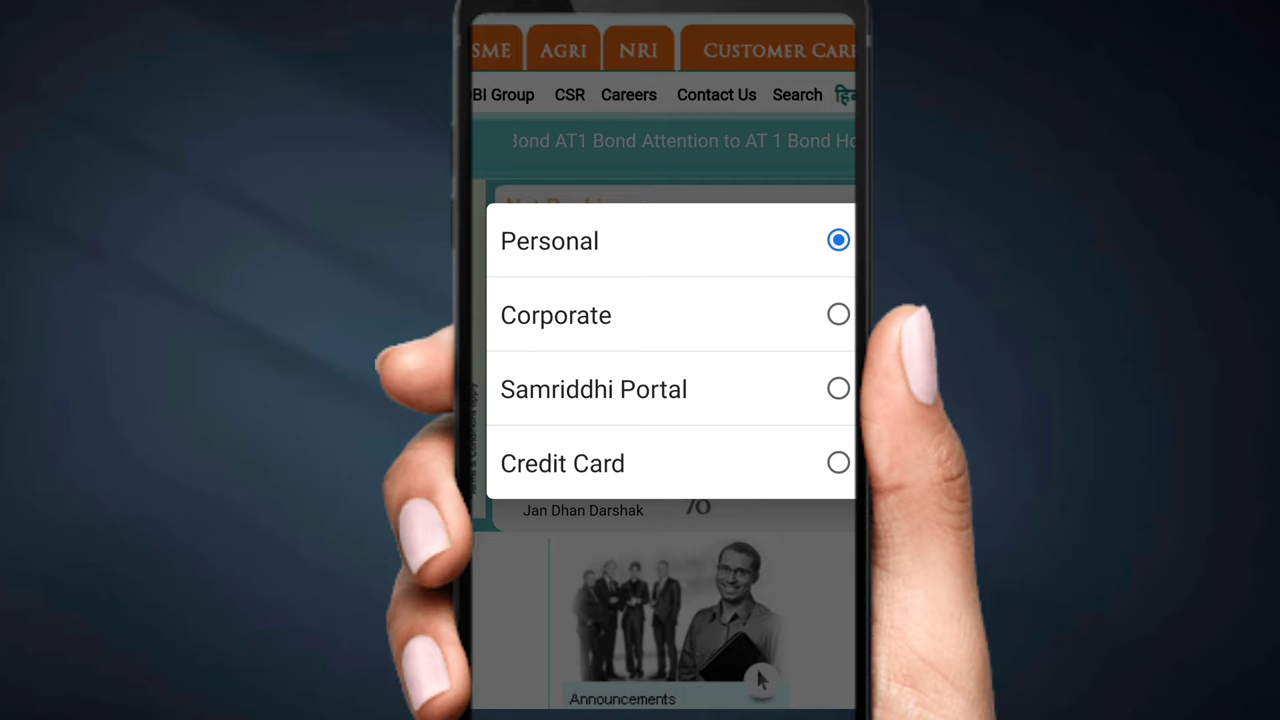 SME AGRI NRI CUSTOMER CARE
BI Group CSR Careers Contact Us Search
Bond AT1 Bond Attention to AT 1 Bond Ho
Personal
Corporate
Samriddhi Portal
Credit Card
Jan Dhan Darshak
Announcements